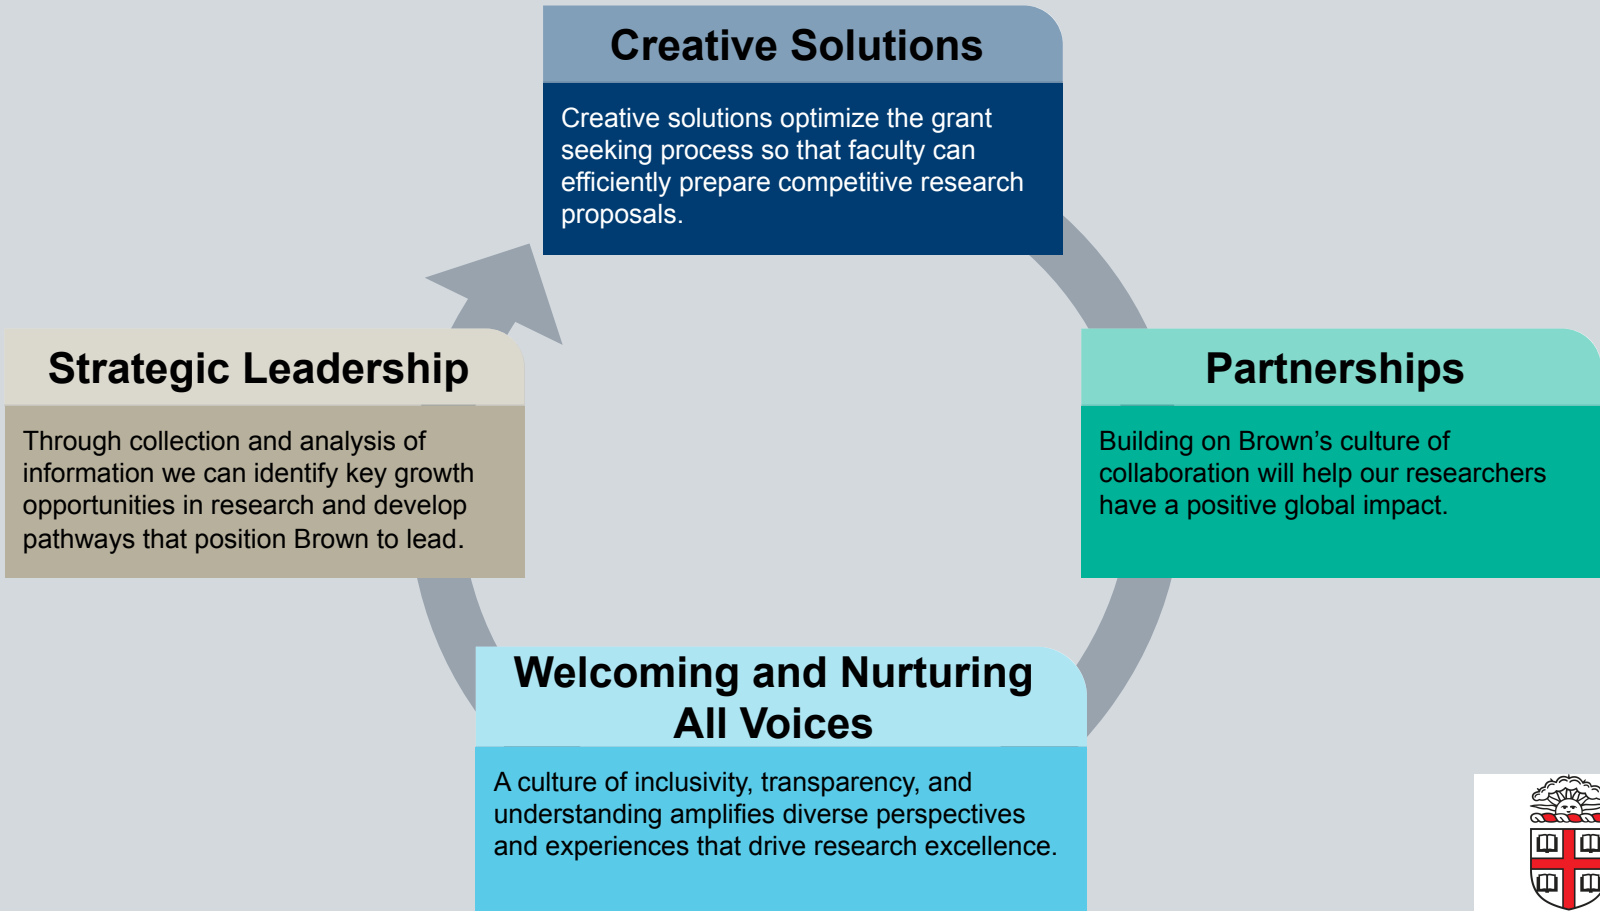 Creative Solutions
Creative solutions optimize the grant
seeking process so that faculty can
efficiently prepare competitive research
proposals.
Partnerships
Building on Brown’s culture of
collaboration will help our researchers
have a positive global impact.
Welcoming and Nurturing
All Voices
A culture of inclusivity, transparency, and
understanding amplifies diverse perspectives
and experiences that drive research excellence.
Strategic Leadership
Through collection and analysis of
information we can identify key growth
opportunities in research and develop
pathways that position Brown to lead.